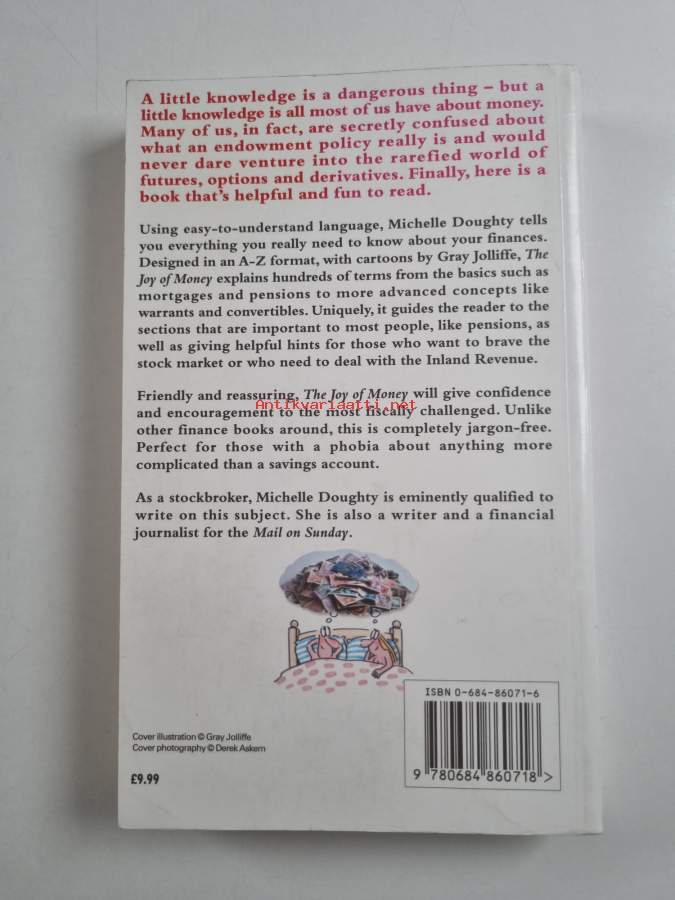 A little knowledge is a dangerous thing – but a
little knowledge is all most of us have about money.
Many of us, in fact, are secretly confused about
what an endowment policy really is and would
never dare venture into the rarefied world of
futures, options and derivatives. Finally, here is a
book that's helpful and fun to read.
Using easy-to-understand language, Michelle Doughty tells
you everything you really need to know about your finances.
Designed in an A-Z format, with cartoons by Gray Jolliffe, The
Joy of Money explains hundreds of terms from the basics such as
mortgages and pensions to more advanced concepts like
warrants and convertibles. Uniquely, it guides the reader to the
sections that are important to most people, like pensions, as
well as giving helpful hints for those who want to brave the
stock market or who need to deal with the Inland Revenue.
Friendly and reassuring, The Joy of Money will give confidence
Antikvariaatti.net
and encouragement to the most fiscally challenged. Unlike
other finance books around, this is completely jargon-free.
Perfect for those with a phobia about anything more
complicated than a savings account.
As a stockbroker, Michelle Doughty is eminently qualified to
write on this subject. She is also a writer and a financial
journalist for the Mail on Sunday.
ISBN 0-684-86071-6
Cover illustration © Gray Jolliffe
Cover photography © Derek Askem
£9.99
9 780684 860718 >